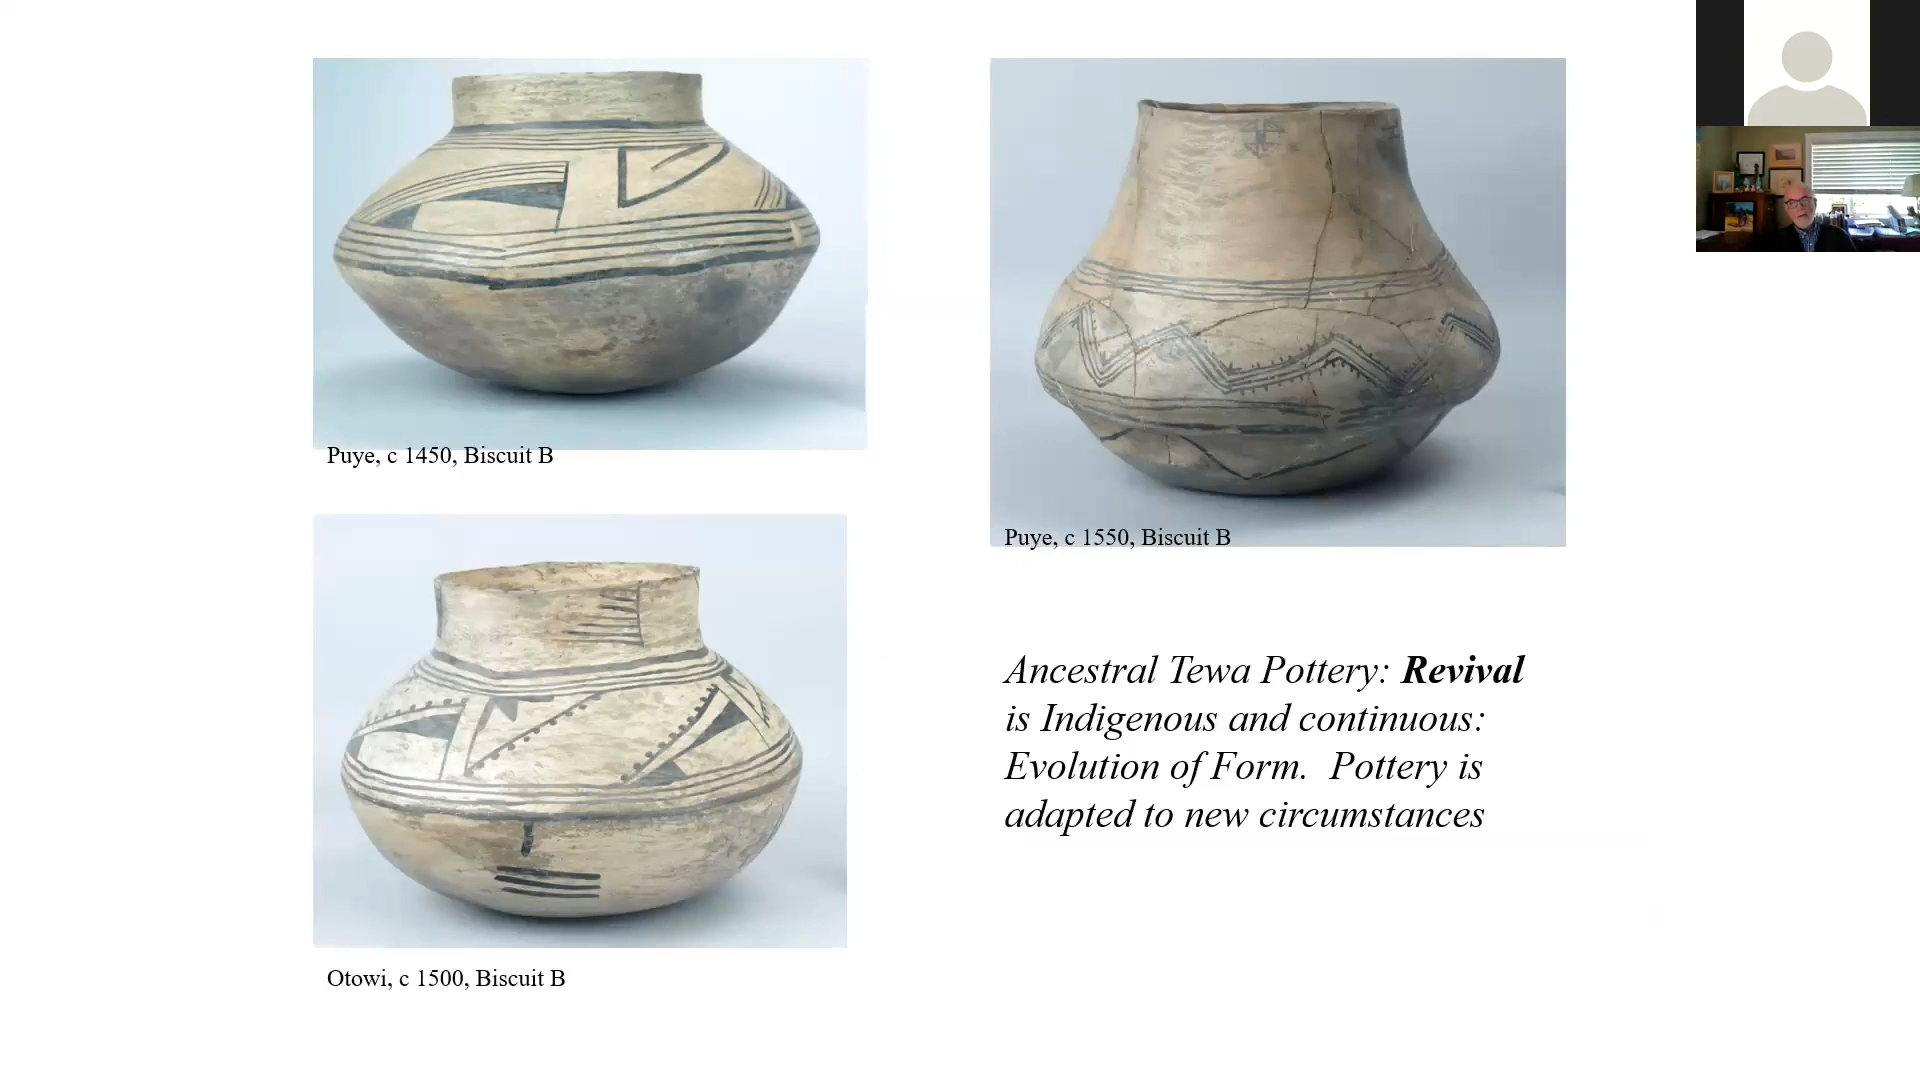 Puye, c 1450, Biscuit B
Puye, c 1550, Biscuit B
Otowi, c 1500, Biscuit B
Ancestral Tewa Pottery: Revival
is Indigenous and continuous:
Evolution of Form.  Pottery is
adapted to new circumstances